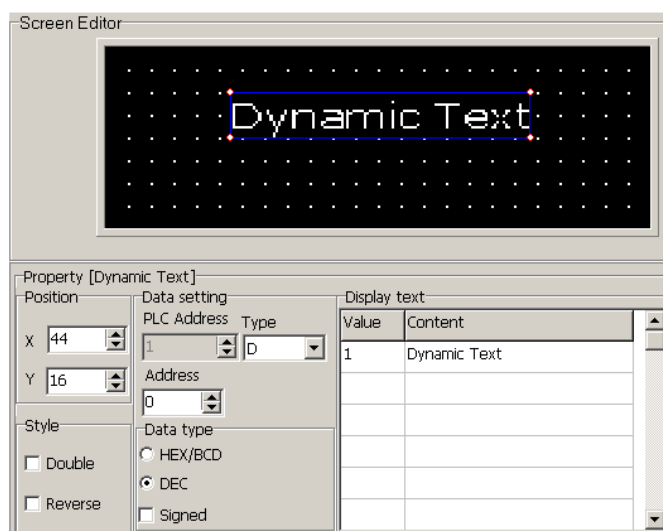 Screen Editor
Dynamic Text
Property [Dynamic Text]
Position
X 44
Y 16
Style
Double
Reverse
Data setting
PLC Address Type
1 D
Address
0
Data type
HEX/BCD
DEC
Signed
Display text
Value Content
1 Dynamic Text